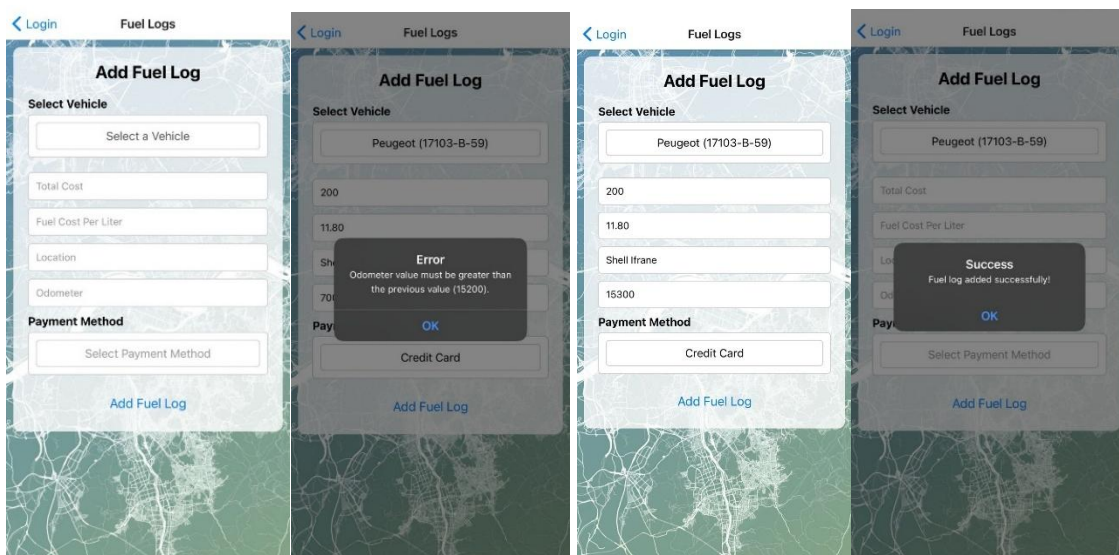 Login
Fuel Logs
Add Fuel Log
Select Vehicle
Select a Vehicle
Total Cost
Fuel Cost Per Liter
Location
Odometer
Payment Method
Select Payment Method
Add Fuel Log
Login
Fuel Logs
Add Fuel Log
Select Vehicle
Peugeot (17103-B-59)
200
11.80
Error
Odometer value must be greater than
the previous value (15200).
OK
Credit Card
Add Fuel Log
Login
Fuel Logs
Add Fuel Log
Select Vehicle
Peugeot (17103-B-59)
200
11.80
Shell Ifrane
15300
Payment Method
Credit Card
Add Fuel Log
Login
Fuel Logs
Add Fuel Log
Select Vehicle
Peugeot (17103-B-59)
Total Cost
Fuel Cost Per Liter
Success
Fuel log added successfully!
OK
Select Payment Method
Add Fuel Log